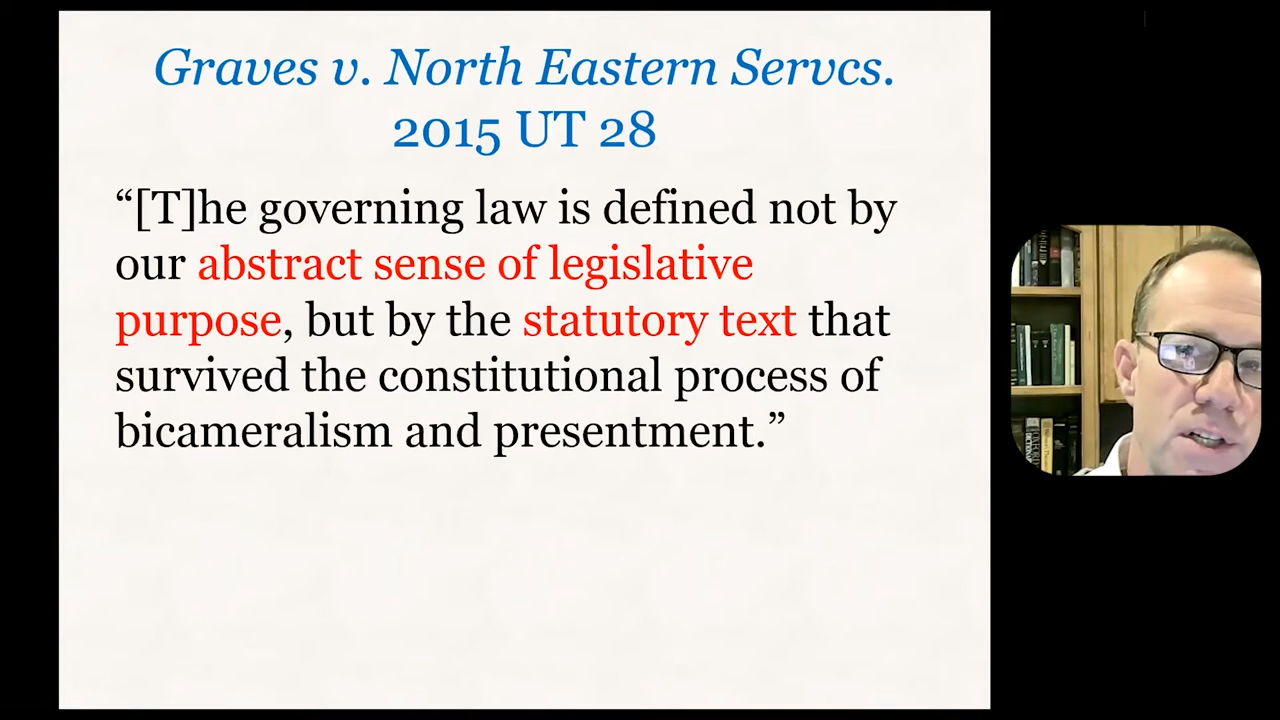 Graves v. North Eastern Servcs.
2015 UT 28
“[T]he governing law is defined not by
our abstract sense of legislative
purpose, but by the statutory text that
survived the constitutional process of
bicameralism and presentment.”